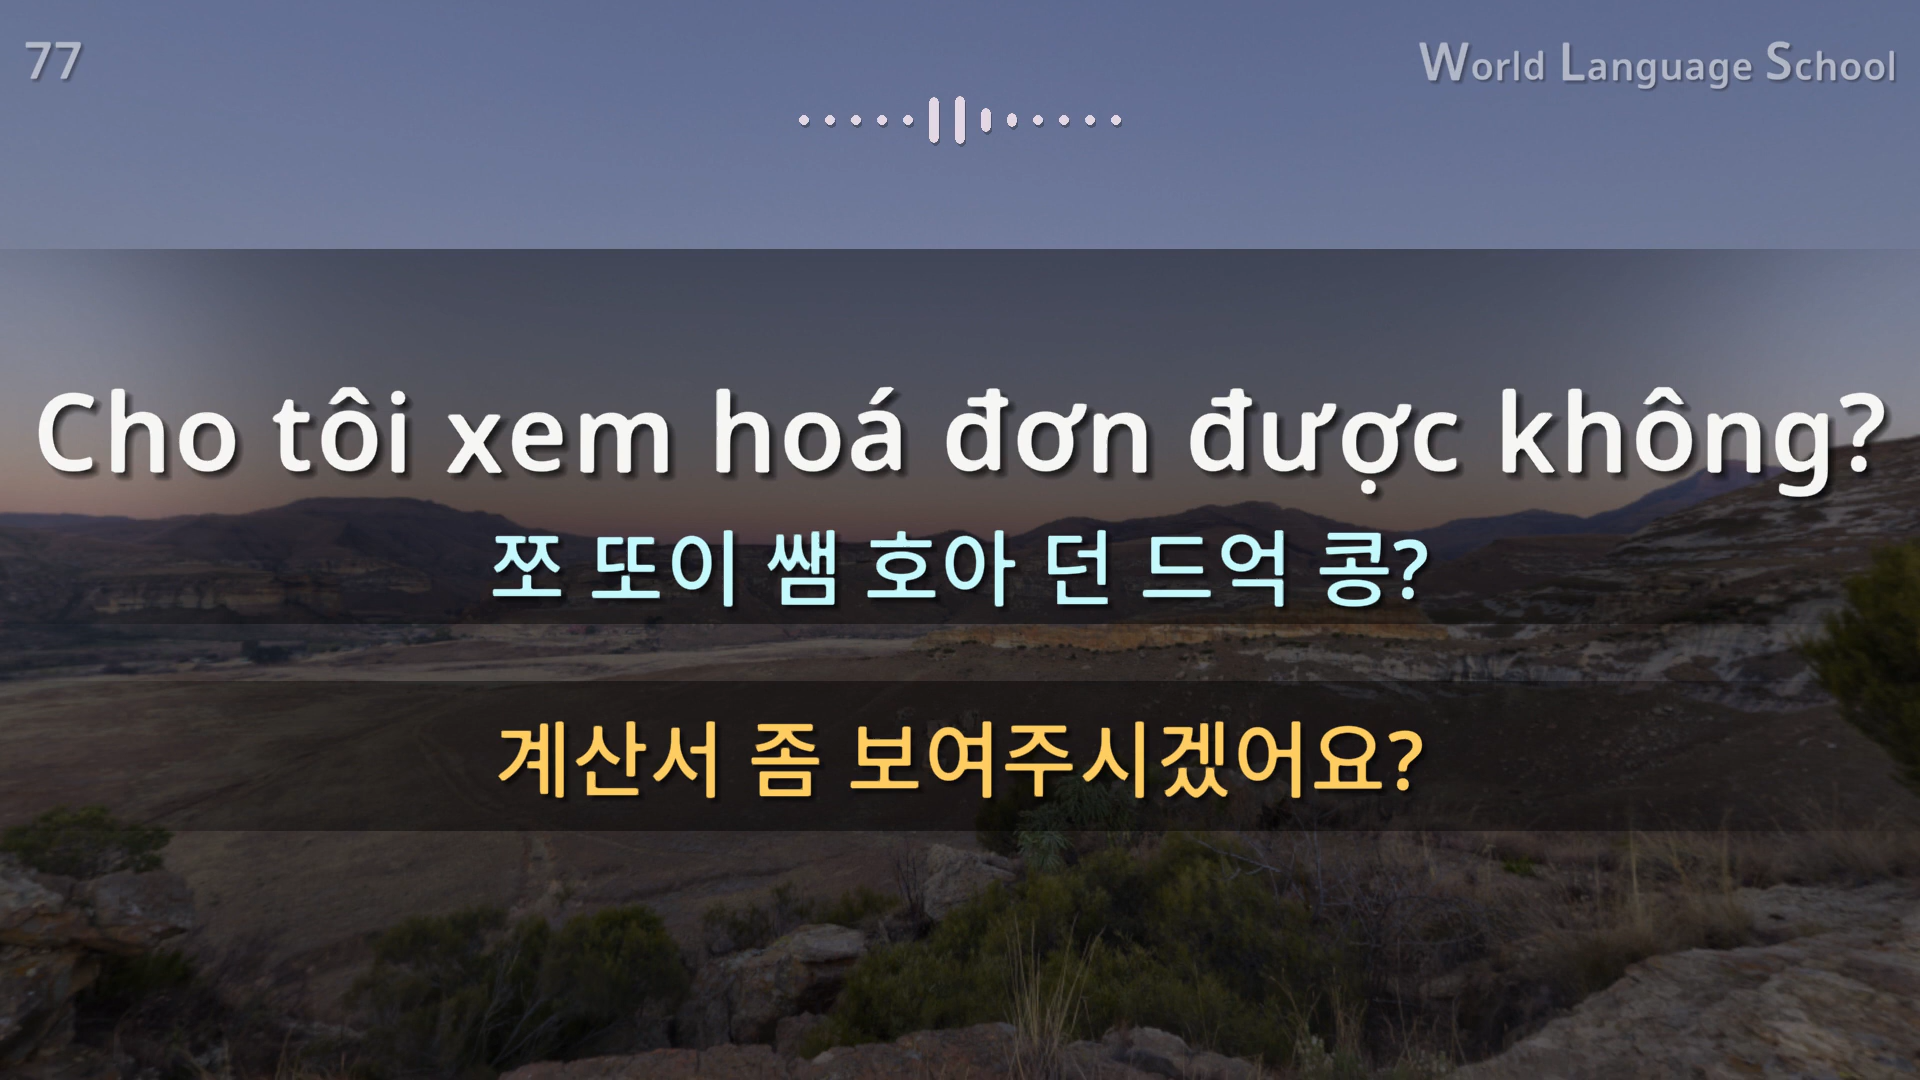 77
World Language School
Cho tôi xem hoá đơn được không?
쪼 또이 쌤 호아 던 드억 콩?
계산서 좀 보여주시겠어요?